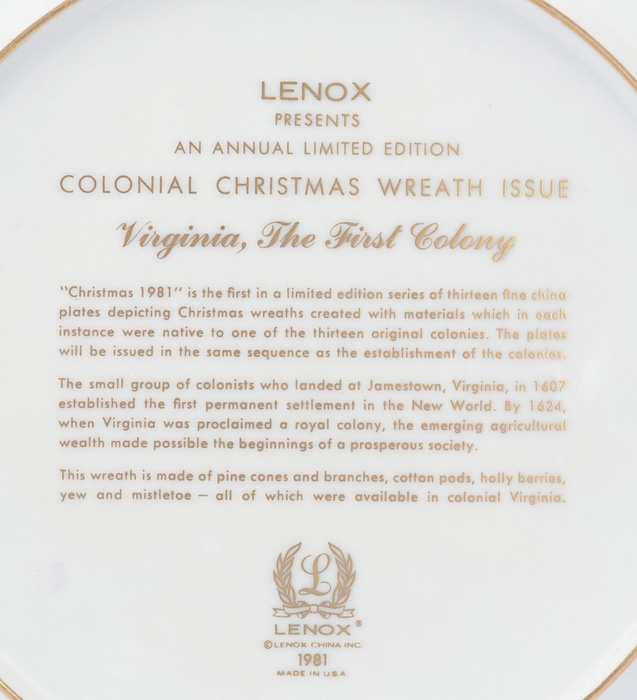 LENOX
PRESENTS
AN ANNUAL LIMITED EDITION
COLONIAL CHRISTMAS WREATH ISSUE
Virginia, The First Colony
"Christmas 1981" is the first in a limited edition series of thirteen fine china
plates depicting Christmas wreaths created with materials which in each
instance were native to one of the thirteen original colonies. The plates
will be issued in the same sequence as the establishment of the colonies.
The small group of colonists who landed at Jamestown, Virginia, in 1607
established the first permanent settlement in the New World. By 1624,
when Virginia was proclaimed a royal colony, the emerging agricultural
wealth made possible the beginnings of a prosperous society.
This wreath is made of pine cones and branches, cotton pods, holly berries,
yew and mistletoe — all of which were available in colonial Virginia.
L
LENOX®
©LENOX CHINA INC.
1981
MADE IN U.S.A.